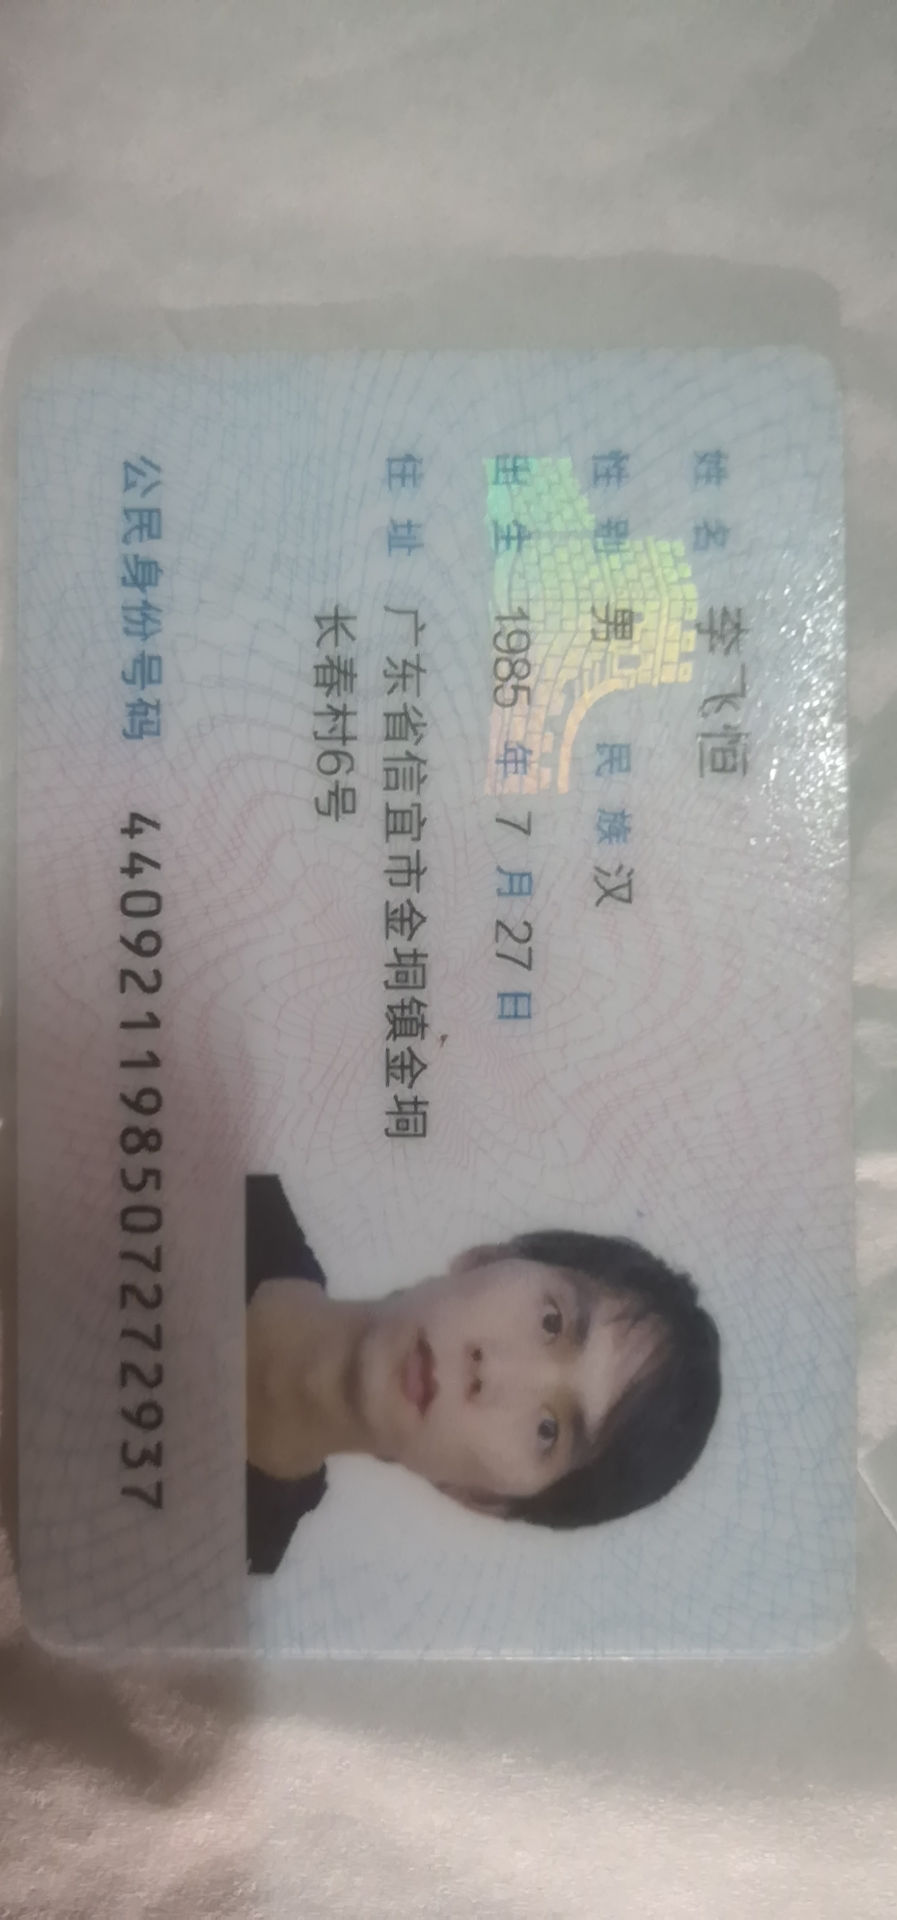 姓名 李飞恒
性别 男 民族 汉
出生 1985 年 7 月 27 日
住址 广东省信宜市金垌镇金垌
长春村6号
公民身份号码 440921198507272937